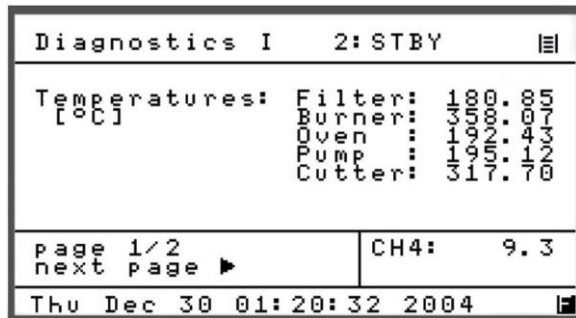 Diagnostics I 2:STBY
Temperatures: Filter: 180.85
[°C] Burner: 358.07
Oven : 192.43
Pump : 195.12
Cutter: 317.70
page 1/2 CH4: 9.3
next page ▶
Thu Dec 30 01:20:32 2004 F